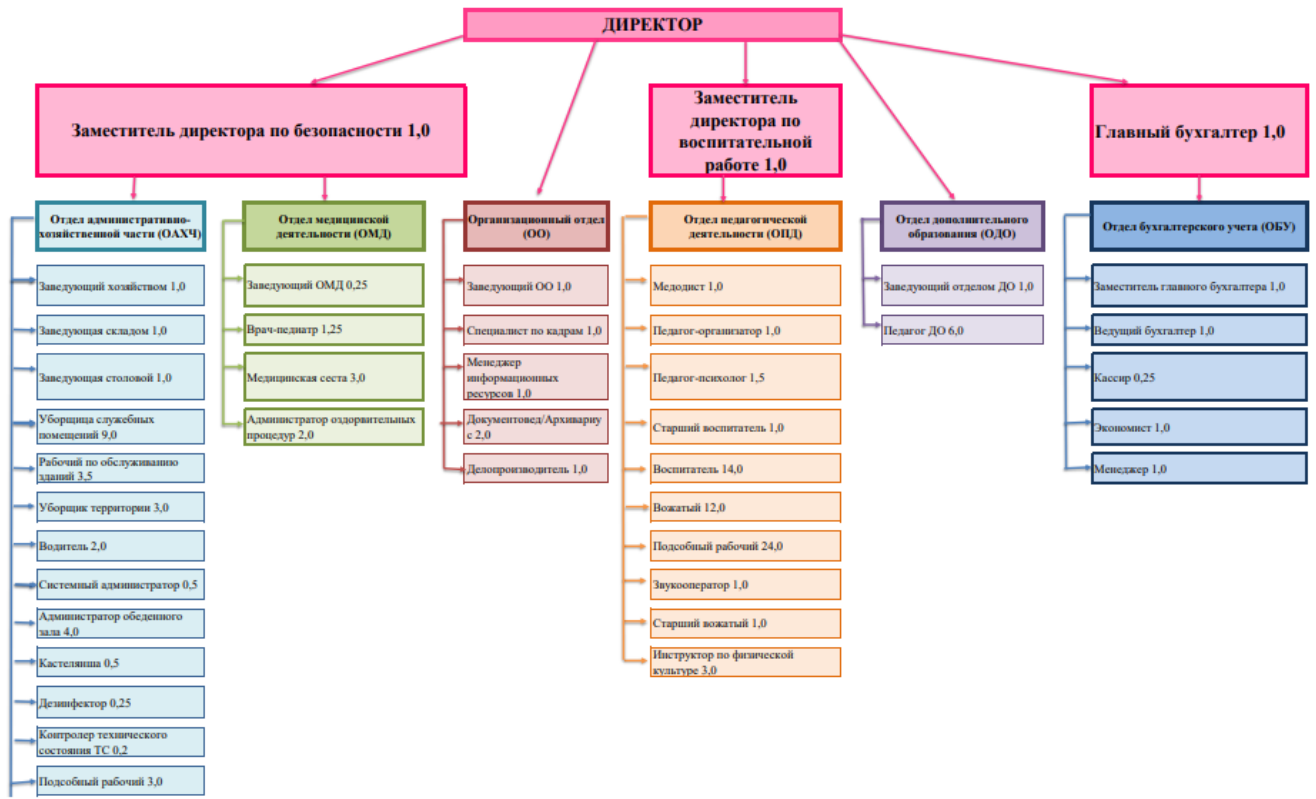 ДИРЕКТОР
Заместитель директора по безопасности 1,0
Заместитель
директора по
воспитательной
работе 1,0
Главный бухгалтер 1,0
Отдел административно-
хозяйственной части (ОАХЧ)
Заведующий хозяйством 1,0
Заведующая складом 1,0
Заведующая столовой 1,0
Уборщица служебных
помещений 9,0
Рабочий по обслуживанию
зданий 3,5
Уборщик территории 3,0
Водитель 2,0
Системный администратор 0,5
Администратор обеденного
зала 4,0
Кастелянша 0,5
Дезинфектор 0,25
Контролер технического
состояния ТС 0,2
Подсобный рабочий 3,0
Отдел медицинской
деятельности (ОМД)
Заведующий ОМД 0,25
Врач-педиатр 1,25
Медицинская сеста 3,0
Администратор оздорвительных
процедур 2,0
Организационный отдел
(ОО)
Заведующий ОО 1,0
Специалист по кадрам 1,0
Менеджер
информационных
ресурсов 1,0
Документовед/Архивариу
с 2,0
Делопроизводитель 1,0
Отдел педагогической
деятельности (ОПД)
Медодист 1,0
Педагог-организатор 1,0
Педагог-психолог 1,5
Старший воспитатель 1,0
Воспитатель 14,0
Вожатый 12,0
Подсобный рабочий 24,0
Звукооператор 1,0
Старший вожатый 1,0
Инструктор по физической
культуре 3,0
Отдел дополнительного
образования (ОДО)
Заведующий отделом ДО 1,0
Педагог ДО 6,0
Отдел бухгалтерского учета (ОБУ)
Заместитель главного бухгалтера 1,0
Ведущий бухгалтер 1,0
Кассир 0,25
Экономист 1,0
Менеджер 1,0